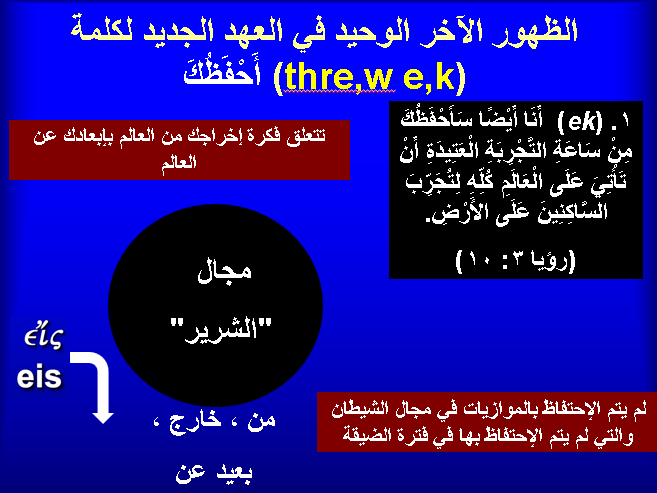 الظهور الآخر الوحيد في العهد الجديد لكلمة
أَحْفَظُكَ (thre,w e,k)
١. (ek) أَنَا أَيْضًا سَأَحْفَظُكَ
مِنْ سَاعَةِ التَّجْرِبَةِ الْعَتِيدَةِ أَنْ
تَأْتِيَ عَلَى الْعَالَمِ كُلِّهِ لِتُجَرِّبَ
السَّاكِنِينَ عَلَى الأَرْضِ.
(رؤيا ٣ : ١٠)
تتعلق فكرة إخراجك من العالم بإبعادك عن
العالم
مجال
"الشرير"
εἴς
eis
من ، خارج ،
بعيد عن
لم يتم الإحتفاظ بالموازيات في مجال الشيطان
والتي لم يتم الإحتفاظ بها في فترة الضيقة